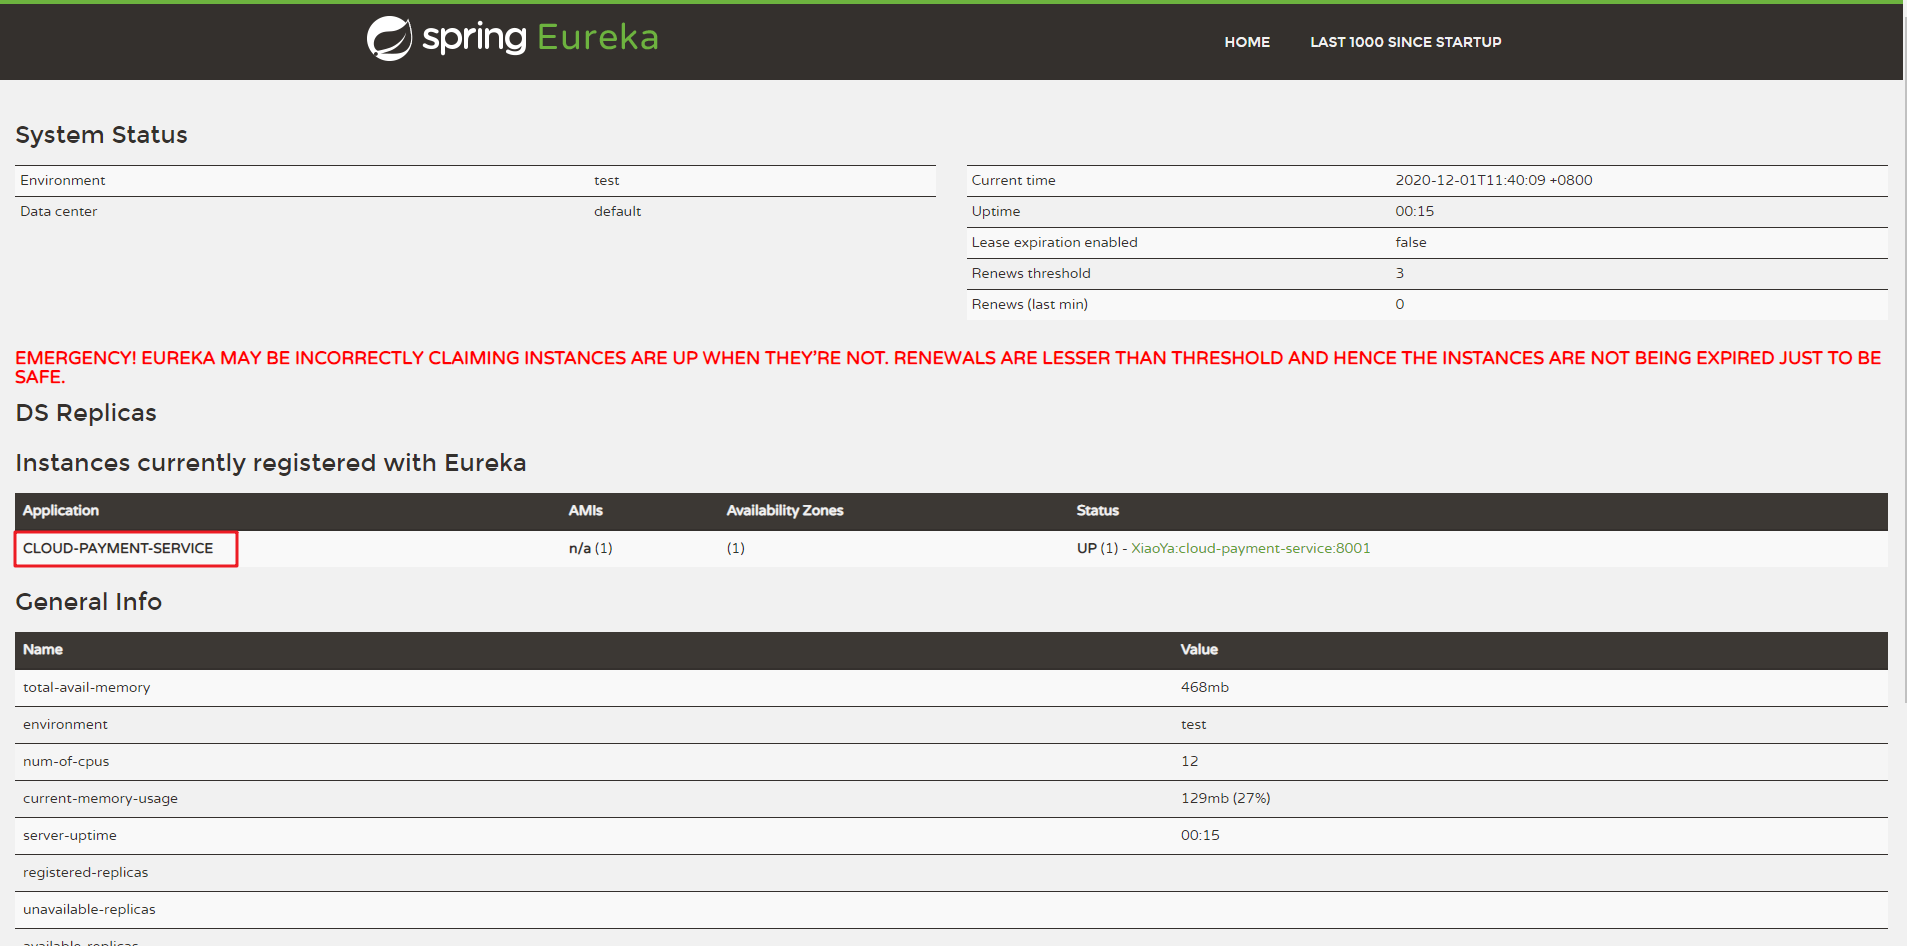 spring Eureka
HOME LAST 1000 SINCE STARTUP
System Status
Environment test
Data center default
Current time 2020-12-01T11:40:09 +0800
Uptime 00:15
Lease expiration enabled false
Renews threshold 3
Renews (last min) 0
EMERGENCY! EUREKA MAY BE INCORRECTLY CLAIMING INSTANCES ARE UP WHEN THEY'RE NOT. RENEWALS ARE LESSER THAN THRESHOLD AND HENCE THE INSTANCES ARE NOT BEING EXPIRED JUST TO BE
SAFE.
DS Replicas
Instances currently registered with Eureka
Application AMIs Availability Zones Status
CLOUD-PAYMENT-SERVICE n/a (1) (1) UP (1) - XiaoYa:cloud-payment-service:8001
General Info
Name Value
total-avail-memory 468mb
environment test
num-of-cpus 12
current-memory-usage 129mb (27%)
server-uptime 00:15
registered-replicas
unavailable-replicas
available-replicas